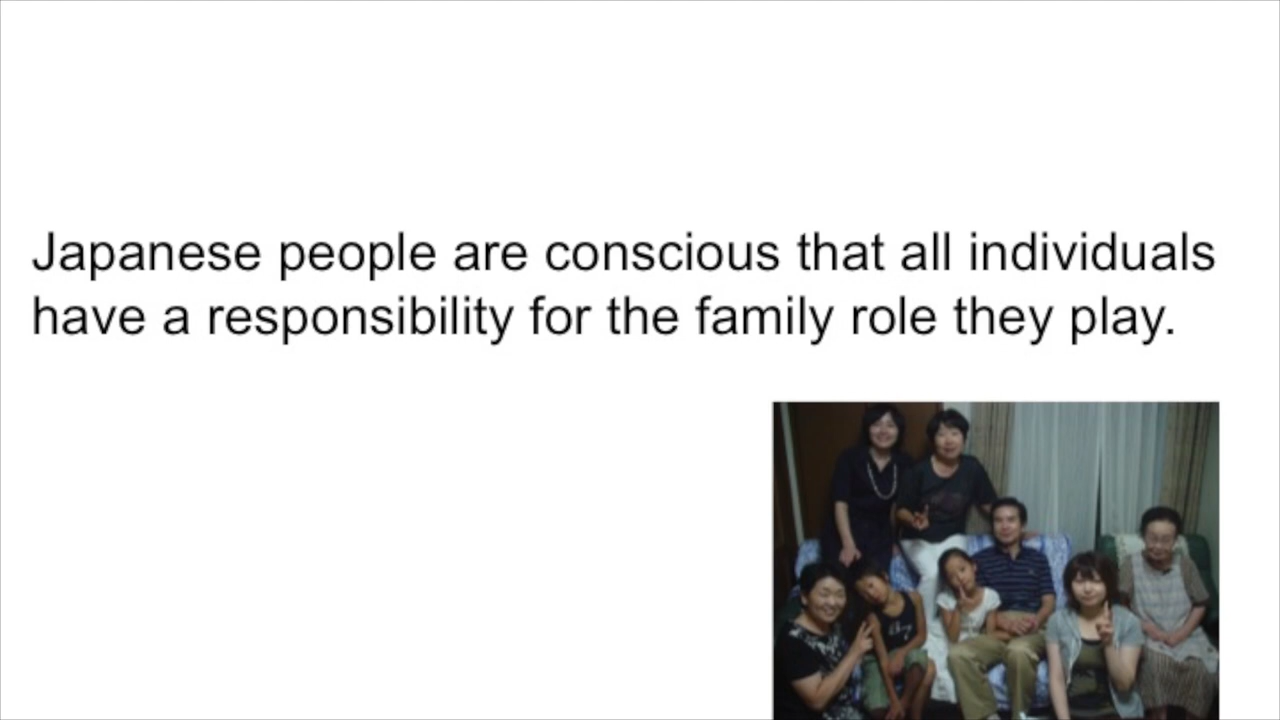 Japanese people are conscious that all individuals
have a responsibility for the family role they play.